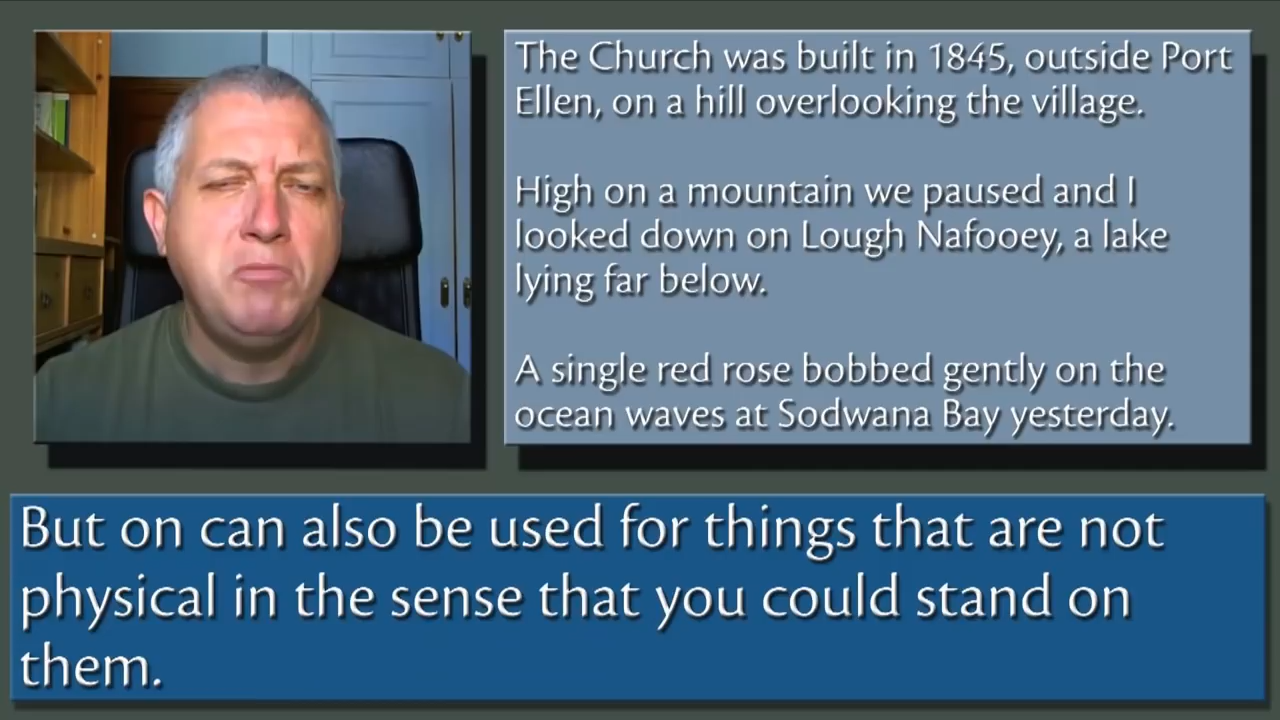 The Church was built in 1845, outside Port
Ellen, on a hill overlooking the village.
High on a mountain we paused and I
looked down on Lough Nafooey, a lake
lying far below.
A single red rose bobbed gently on the
ocean waves at Sodwana Bay yesterday.
But on can also be used for things that are not
physical in the sense that you could stand on
them.